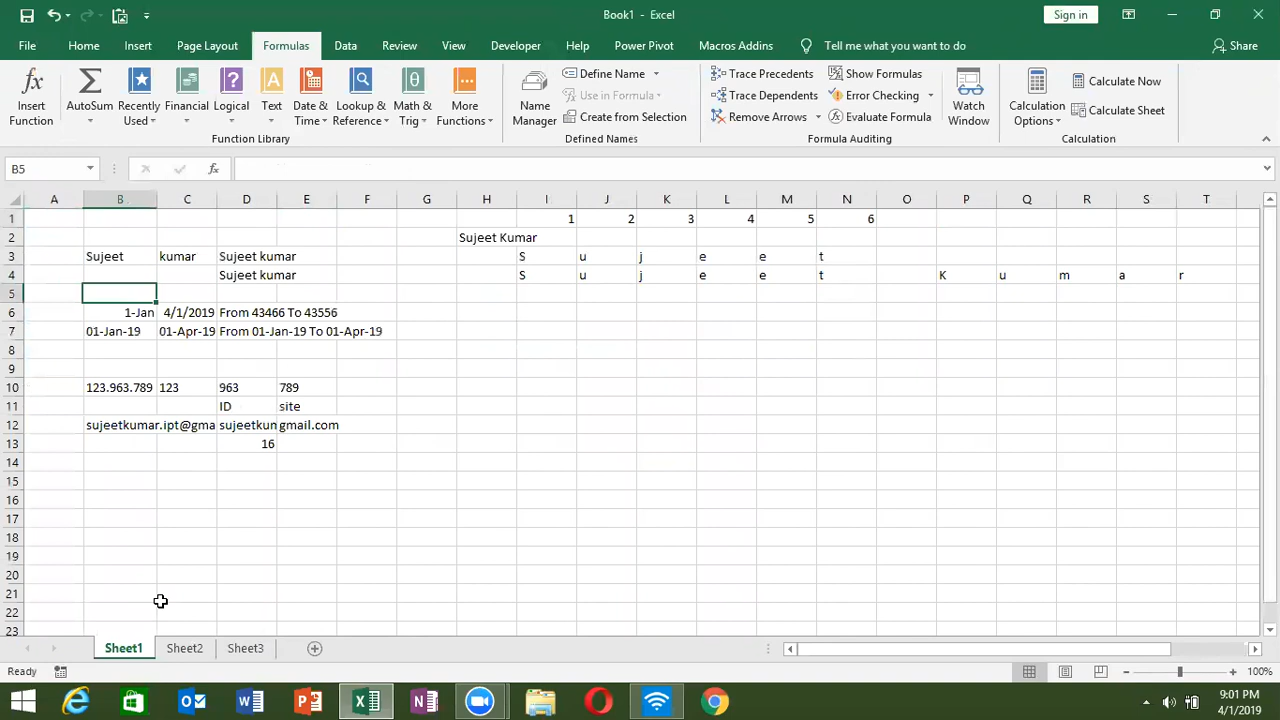 Book1 - Excel
Sign in
File Home Insert Page Layout Formulas Data Review View Developer Help Power Pivot Macros Addins Tell me what you want to do Share
Insert Function
AutoSum
Recently Used
Financial
Logical
Text
Date & Time
Lookup & Reference
Math & Trig
More Functions
Function Library
Name Manager
Define Name
Use in Formula
Create from Selection
Defined Names
Trace Precedents
Trace Dependents
Remove Arrows
Show Formulas
Error Checking
Evaluate Formula
Formula Auditing
Watch Window
Calculation Options
Calculate Now
Calculate Sheet
Calculation
B5 fx
A B C D E F G H I J K L M N O P Q R S T
1 1 2 3 4 5 6
2 Sujeet Kumar
3 Sujeet kumar Sujeet kumar S u j e e t
4 Sujeet kumar S u j e e t K u m a r
5
6 1-Jan 4/1/2019 From 43466 To 43556
7 01-Jan-19 01-Apr-19 From 01-Jan-19 To 01-Apr-19
8
9
10 123.963.789 123 963 789
11 ID site
12 sujeetkumar.ipt@gma sujeetkun gmail.com
13 16
14
15
16
17
18
19
20
21
22
23
Sheet1 Sheet2 Sheet3
Ready 100%
9:01 PM
4/1/2019